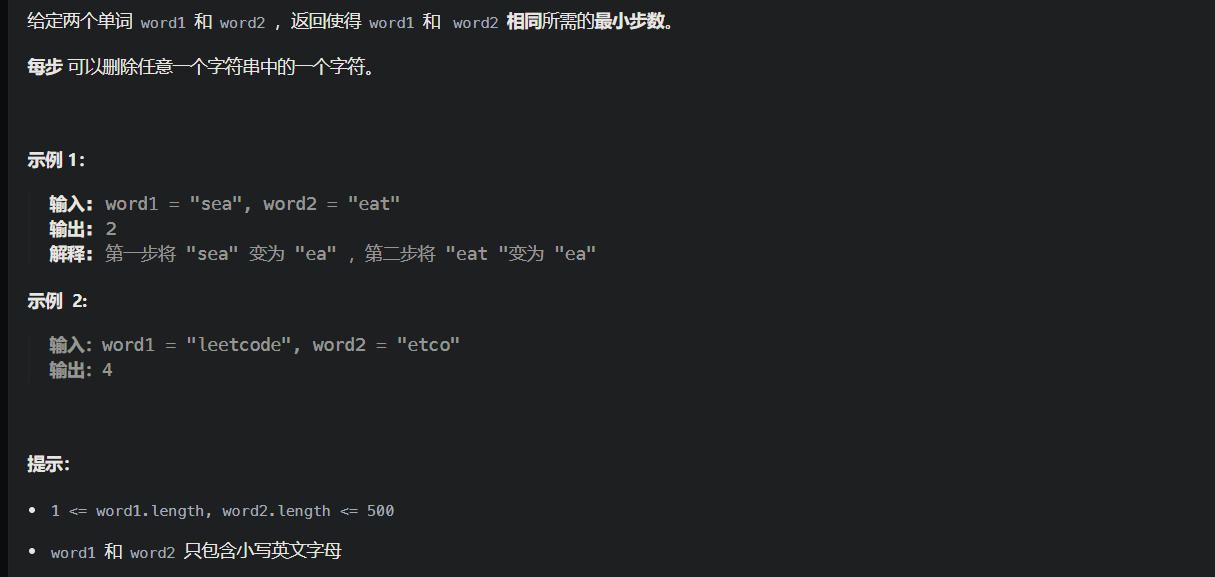 给定两个单词 word1 和 word2 ，返回使得 word1 和 word2 相同所需的最小步数。
每步 可以删除任意一个字符串中的一个字符。
示例 1：
输入: word1 = "sea", word2 = "eat"
输出: 2
解释: 第一步将 "sea" 变为 "ea" ，第二步将 "eat "变为 "ea"
示例 2:
输入：word1 = "leetcode", word2 = "etco"
输出：4
提示：
• 1 <= word1.length, word2.length <= 500
• word1 和 word2 只包含小写英文字母